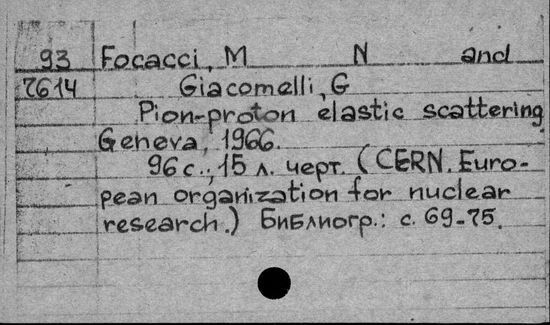 93 Focacci, M N and
7614 Giacomelli, G
Pion-proton elastic scattering
Geneva, 1966.
96 с., 15 л. черт. (CERN. Euro-
pean organization for nuclear
research.) Библиогр.: с. 69-75.